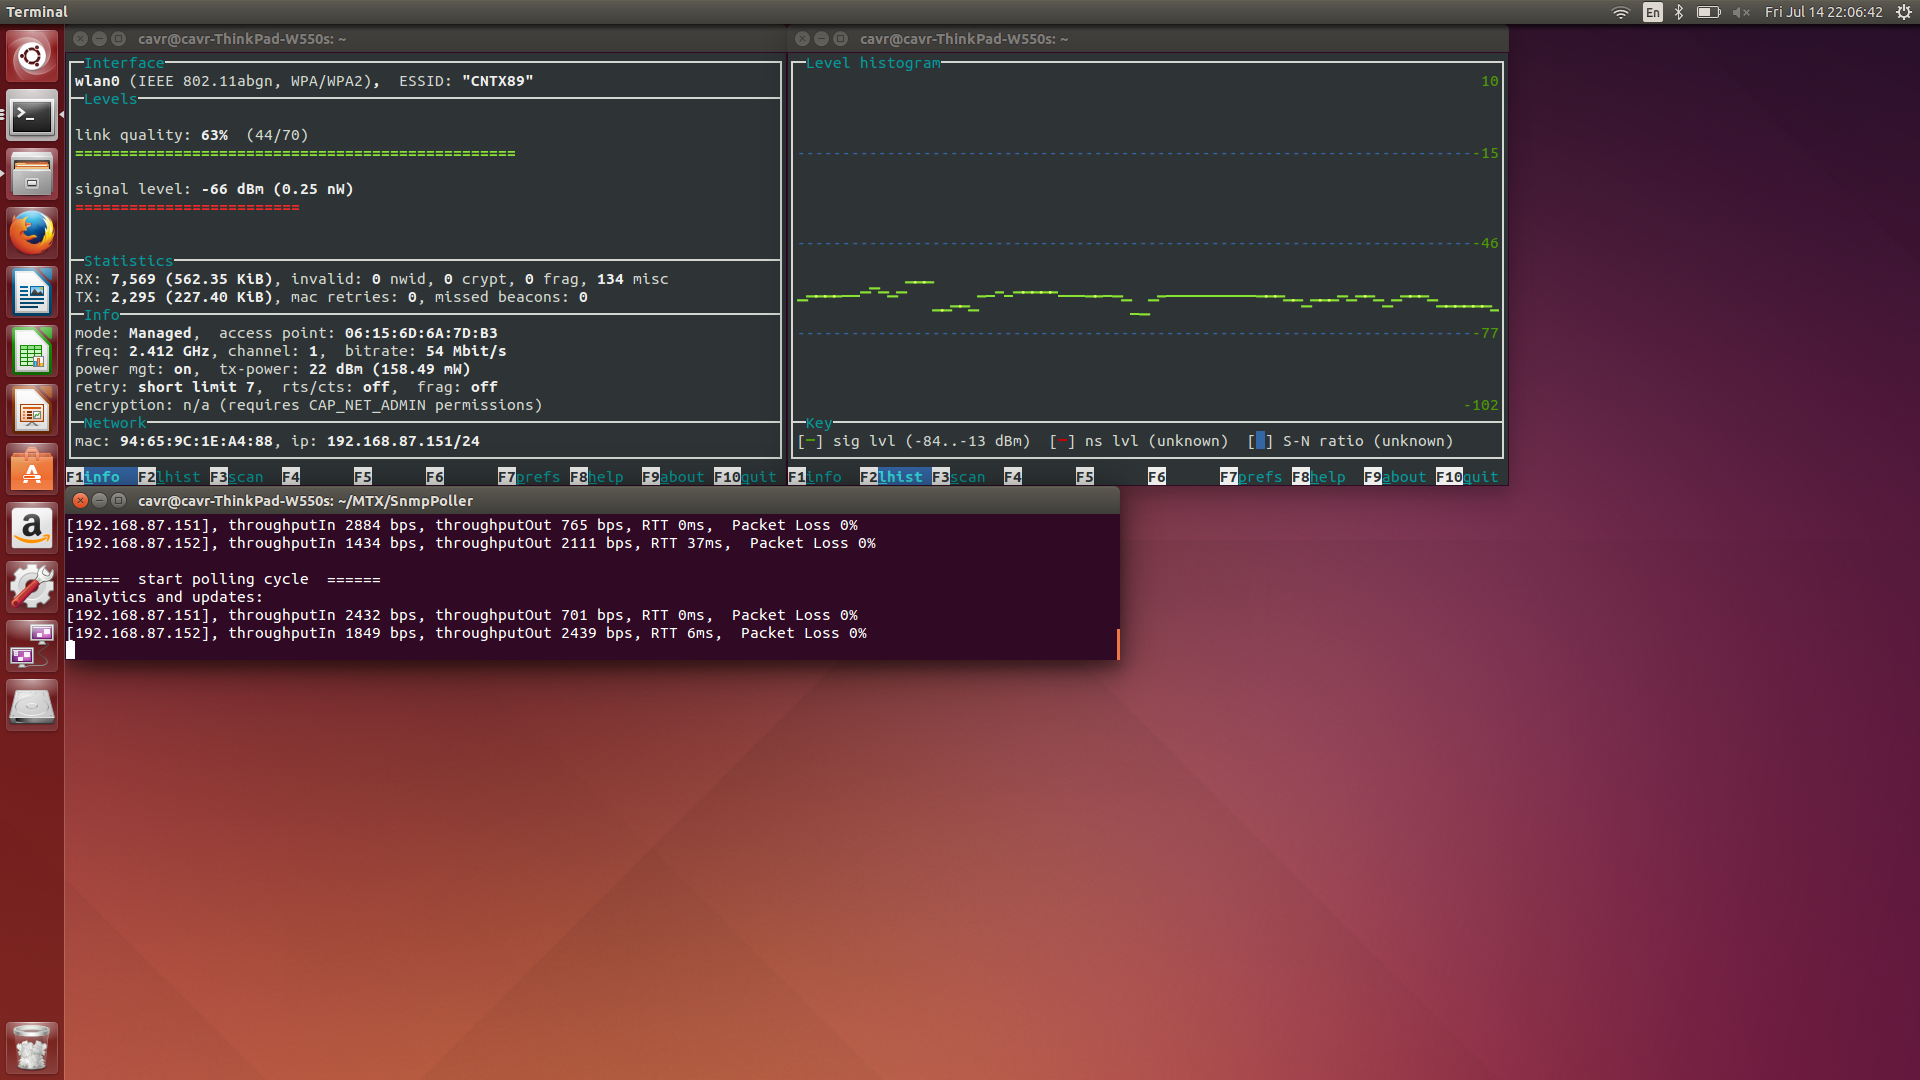 Terminal
En
Fri Jul 14 22:06:42
cavr@cavr-ThinkPad-W550s: ~
Interface
wlan0 (IEEE 802.11abgn, WPA/WPA2), ESSID: "CNTX89"
Levels
link quality: 63% (44/70)
==================================================
signal level: -66 dBm (0.25 nW)
=========================
Statistics
RX: 7,569 (562.35 KiB), invalid: 0 nwid, 0 crypt, 0 frag, 134 misc
TX: 2,295 (227.40 KiB), mac retries: 0, missed beacons: 0
Info
mode: Managed, access point: 06:15:6D:6A:7D:B3
freq: 2.412 GHz, channel: 1, bitrate: 54 Mbit/s
power mgt: on, tx-power: 22 dBm (158.49 mW)
retry: short limit 7, rts/cts: off, frag: off
encryption: n/a (requires CAP_NET_ADMIN permissions)
Network
mac: 94:65:9C:1E:A4:88, ip: 192.168.87.151/24
F1info F2lhist F3scan F4 F5 F6 F7prefs F8help F9about F10quit
cavr@cavr-ThinkPad-W550s: ~
Level histogram
10
-15
-46
-77
-102
Key
[—] sig lvl (-84..-13 dBm) [—] ns lvl (unknown) [ ] S-N ratio (unknown)
F1info F2lhist F3scan F4 F5 F6 F7prefs F8help F9about F10quit
cavr@cavr-ThinkPad-W550s: ~/MTX/SnmpPoller
[192.168.87.151], throughputIn 2884 bps, throughputOut 765 bps, RTT 0ms, Packet Loss 0%
[192.168.87.152], throughputIn 1434 bps, throughputOut 2111 bps, RTT 37ms, Packet Loss 0%
====== start polling cycle ======
analytics and updates:
[192.168.87.151], throughputIn 2432 bps, throughputOut 701 bps, RTT 0ms, Packet Loss 0%
[192.168.87.152], throughputIn 1849 bps, throughputOut 2439 bps, RTT 6ms, Packet Loss 0%